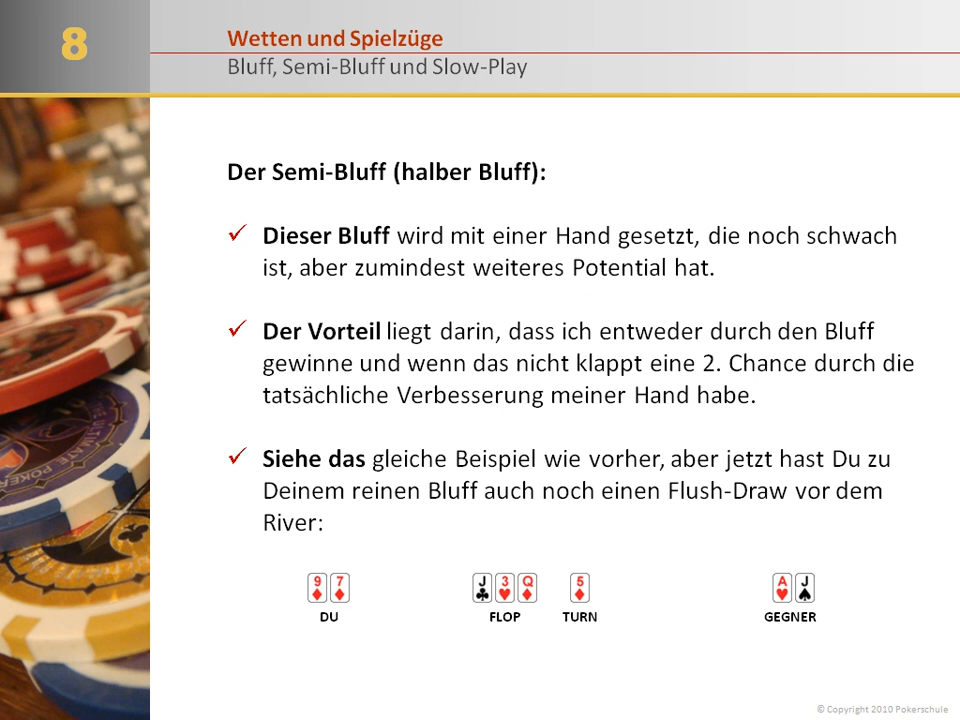 8
Wetten und Spielzüge
Bluff, Semi-Bluff und Slow-Play
Der Semi-Bluff (halber Bluff):
Dieser Bluff wird mit einer Hand gesetzt, die noch schwach
ist, aber zumindest weiteres Potential hat.
Der Vorteil liegt darin, dass ich entweder durch den Bluff
gewinne und wenn das nicht klappt eine 2. Chance durch die
tatsächliche Verbesserung meiner Hand habe.
Siehe das gleiche Beispiel wie vorher, aber jetzt hast Du zu
Deinem reinen Bluff auch noch einen Flush-Draw vor dem
River:
9♦ 7♦ J♣ 3♥ Q♦ 5♦ A♥ J♠
DU FLOP TURN GEGNER
© Copyright 2010 Pokerschule